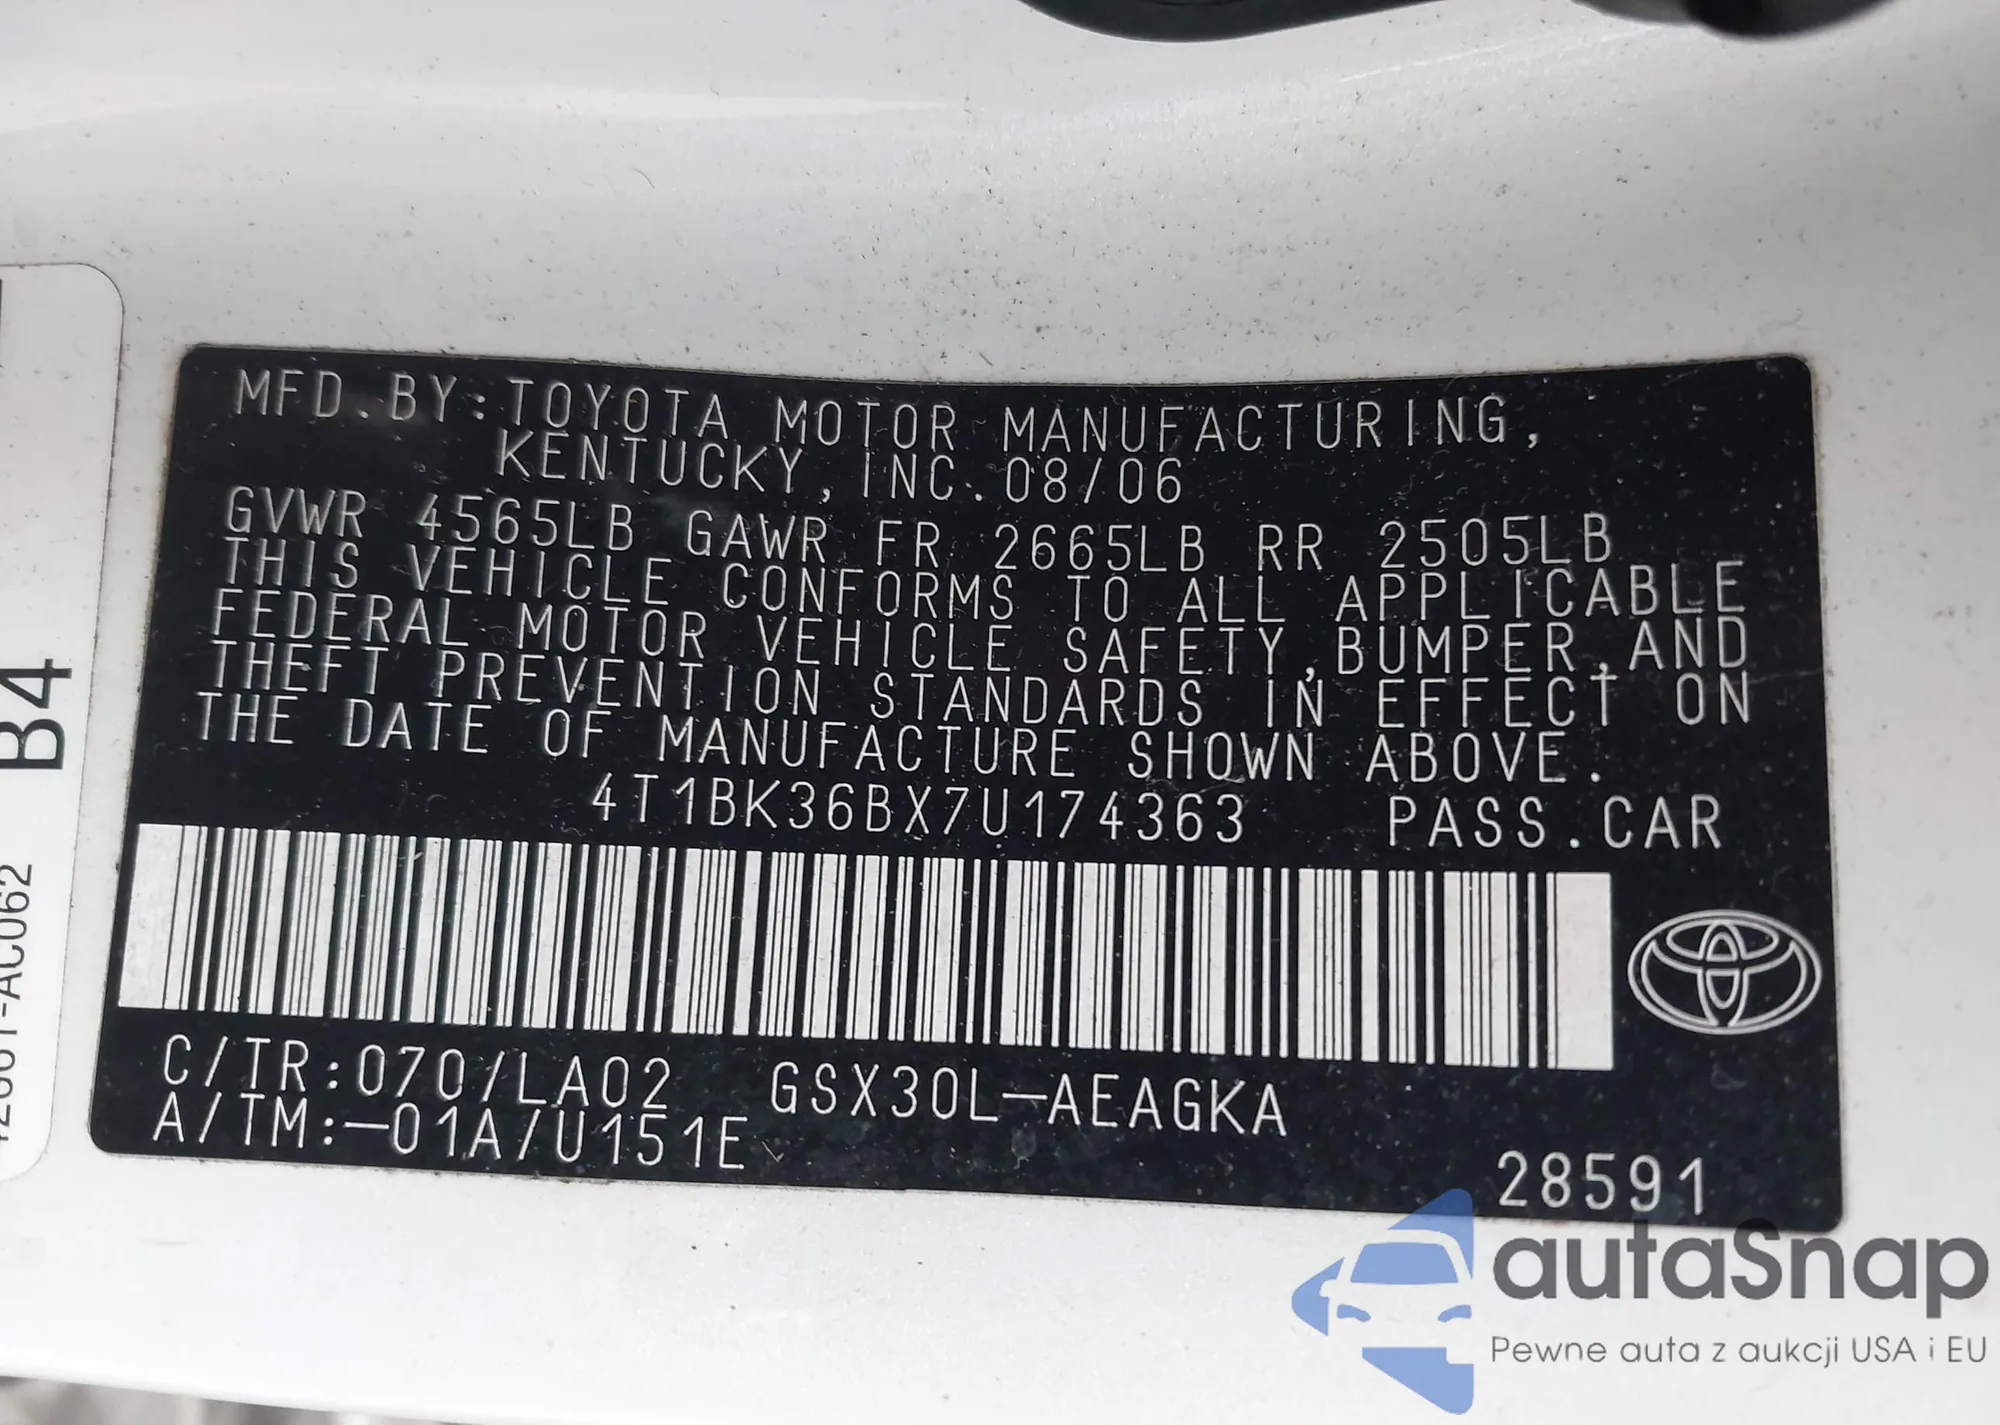 MFD.BY:TOYOTA MOTOR MANUFACTURING,
KENTUCKY, INC.08/06
GVWR 4565LB GAWR FR 2665LB RR 2505LB
THIS VEHICLE CONFORMS TO ALL APPLICABLE
FEDERAL MOTOR VEHICLE SAFETY,BUMPER,AND
THEFT PREVENTION STANDARDS IN EFFECT ON
THE DATE OF MANUFACTURE SHOWN ABOVE.
4T1BK36BX7U174363 PASS.CAR
C/TR:070/LA02 GSX30L-AEAGKA
A/TM:-01A/U151E
28591
B4
autaSnap
Pewne auta z aukcji USA i EU